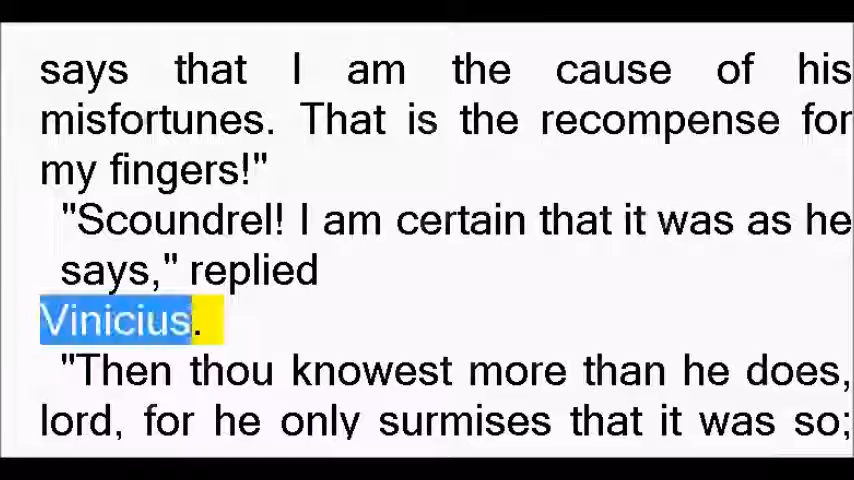 says that I am the cause of his
misfortunes. That is the recompense for
my fingers!"
"Scoundrel! I am certain that it was as he
says," replied
Vinicius.
"Then thou knowest more than he does,
lord, for he only surmises that it was so;